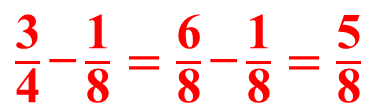 3/4 − 1/8 = 6/8 − 1/8 = 5/8